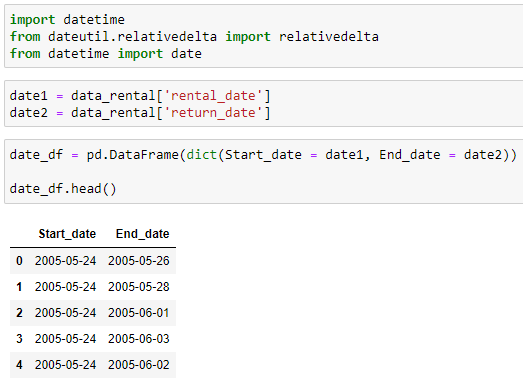 import datetime
from dateutil.relativedelta import relativedelta
from datetime import date
date1 = data_rental['rental_date']
date2 = data_rental['return_date']
date_df = pd.DataFrame(dict(Start_date = date1, End_date = date2))
date_df.head()
Start_date End_date
0 2005-05-24 2005-05-26
1 2005-05-24 2005-05-28
2 2005-05-24 2005-06-01
3 2005-05-24 2005-06-03
4 2005-05-24 2005-06-02